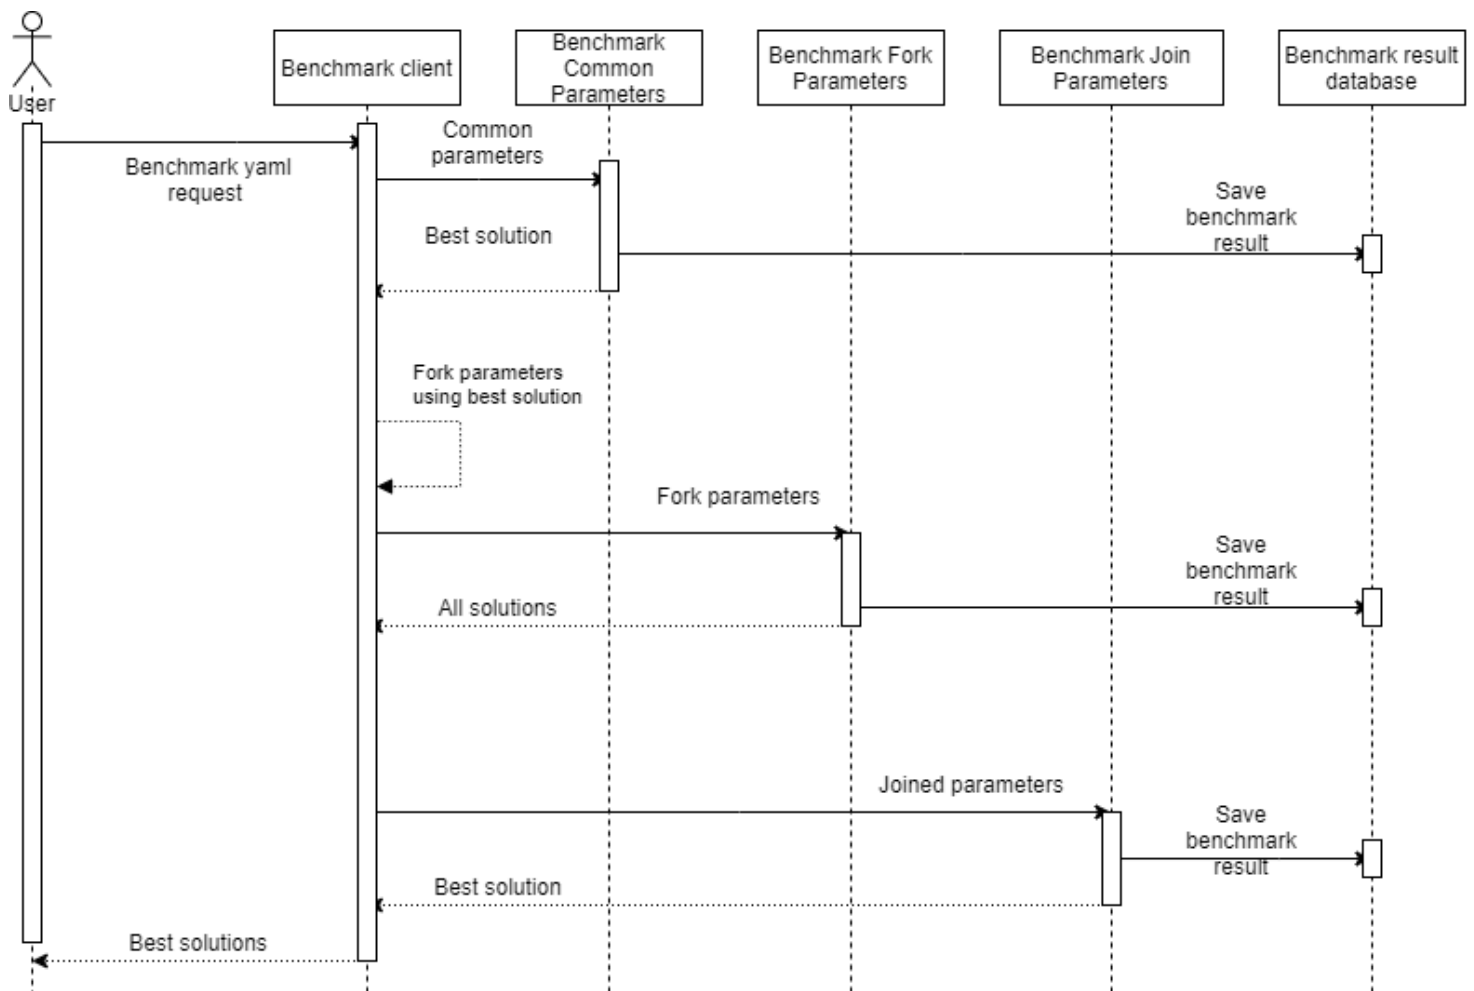 User
Benchmark client
Benchmark
Common
Parameters
Benchmark Fork
Parameters
Benchmark Join
Parameters
Benchmark result
database
Common
parameters
Benchmark yaml
request
Save
benchmark
result
Best solution
Fork parameters
using best solution
Fork parameters
Save
benchmark
result
All solutions
Joined parameters
Save
benchmark
result
Best solution
Best solutions